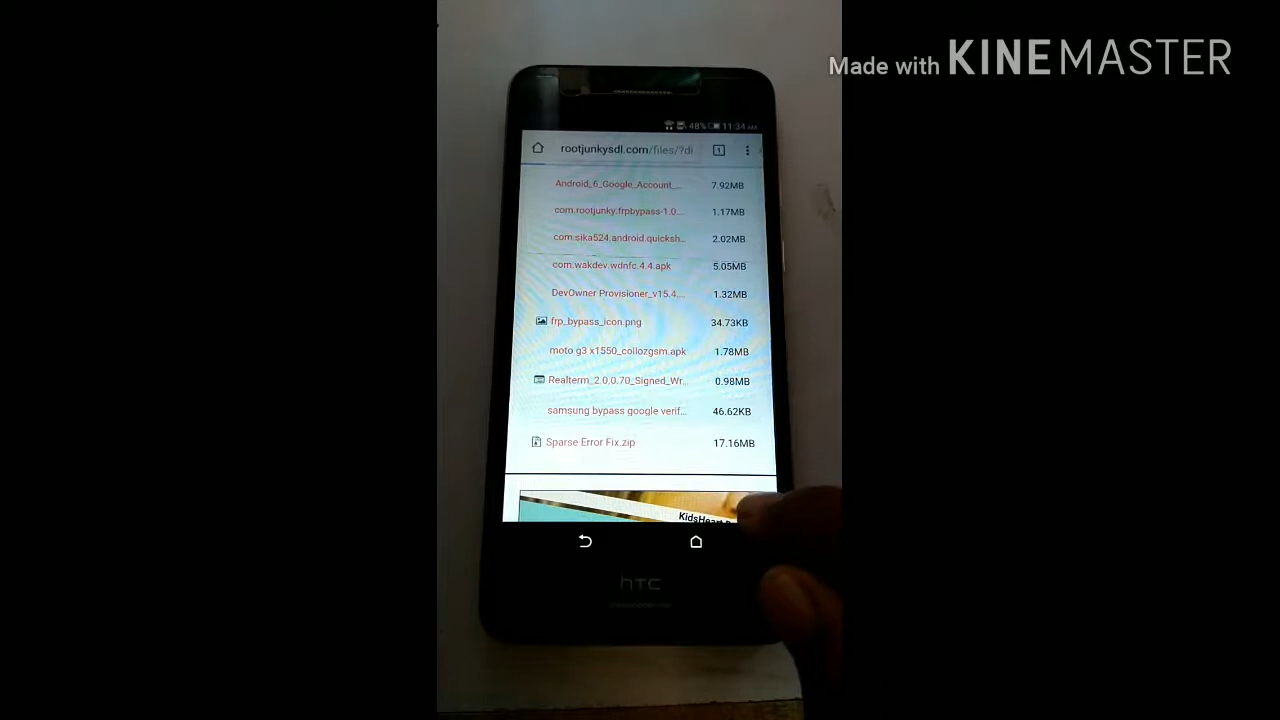 Made with KINEMASTER
48% 11:34 AM
rootjunkysdl.com/files/?di 1
Android_6_Google_Account_... 7.92MB
com.rootjunky.frpbypass-1.0... 1.17MB
com.sika524.android.quicksh... 2.02MB
com.wakdev.wdnfc.4.4.apk 5.05MB
DevOwner Provisioner_v15.4.... 1.32MB
frp_bypass_icon.png 34.73KB
moto g3 x1550_collozgsm.apk 1.78MB
Realterm_2.0.0.70_Signed_Wr... 0.98MB
samsung bypass google verif... 46.62KB
Sparse Error Fix.zip 17.16MB
KidsHeart
htc